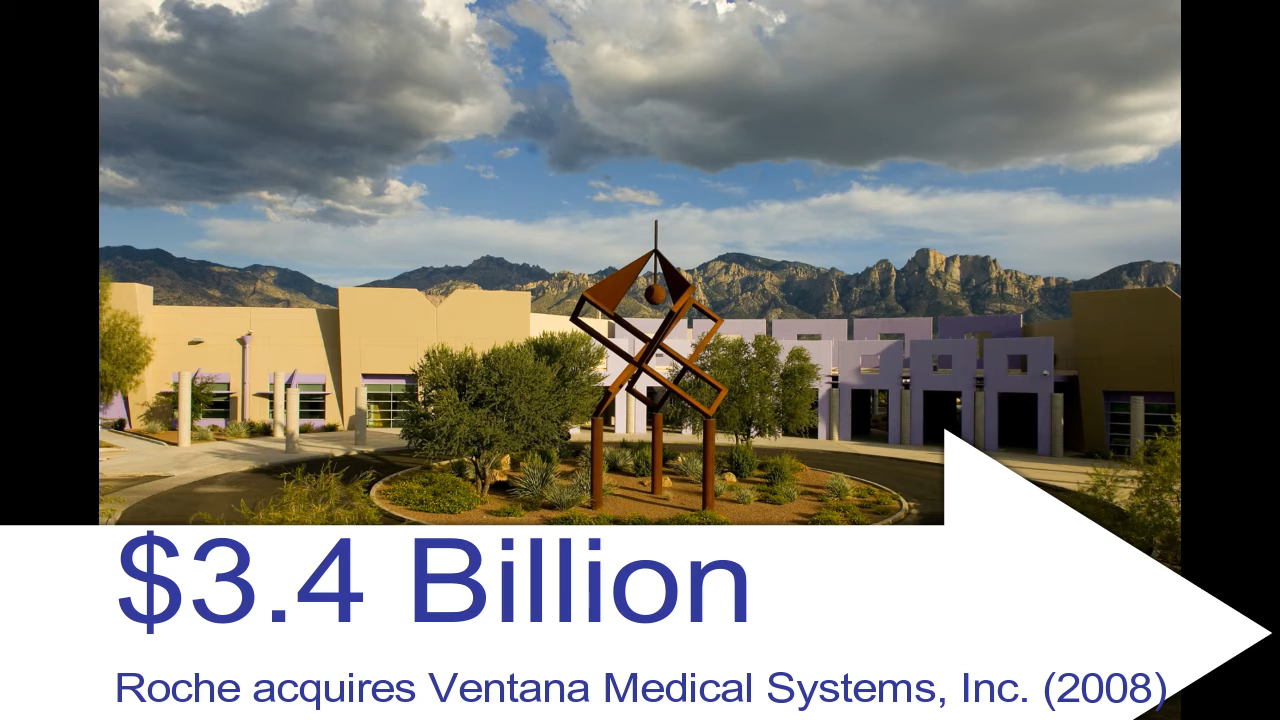 $3.4 Billion
Roche acquires Ventana Medical Systems, Inc. (2008)